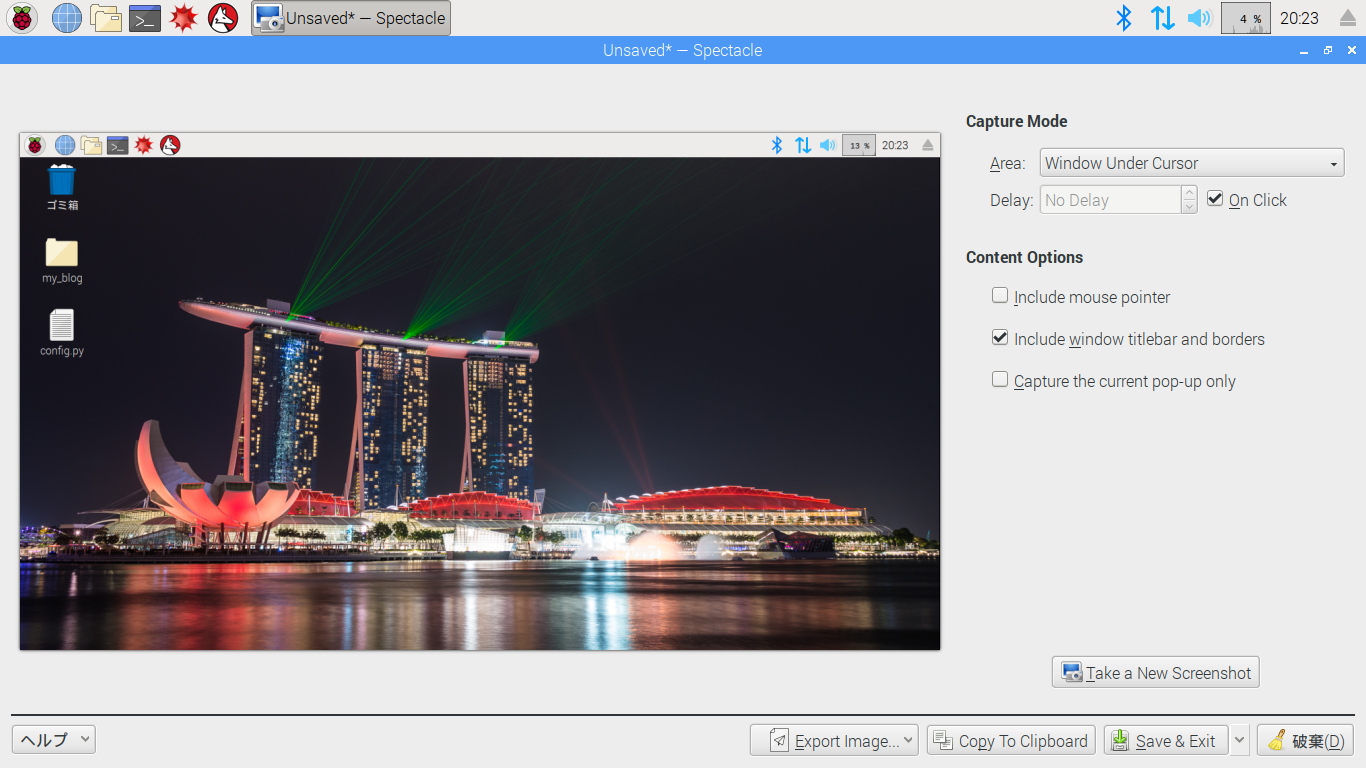 Unsaved* — Spectacle
4 %
20:23
Unsaved* — Spectacle
13 %
20:23
ゴミ箱
my_blog
config.py
Capture Mode
Area: Window Under Cursor
Delay: No Delay On Click
Content Options
Include mouse pointer
Include window titlebar and borders
Capture the current pop-up only
Take a New Screenshot
ヘルプ
Export Image...
Copy To Clipboard
Save & Exit
破棄(D)